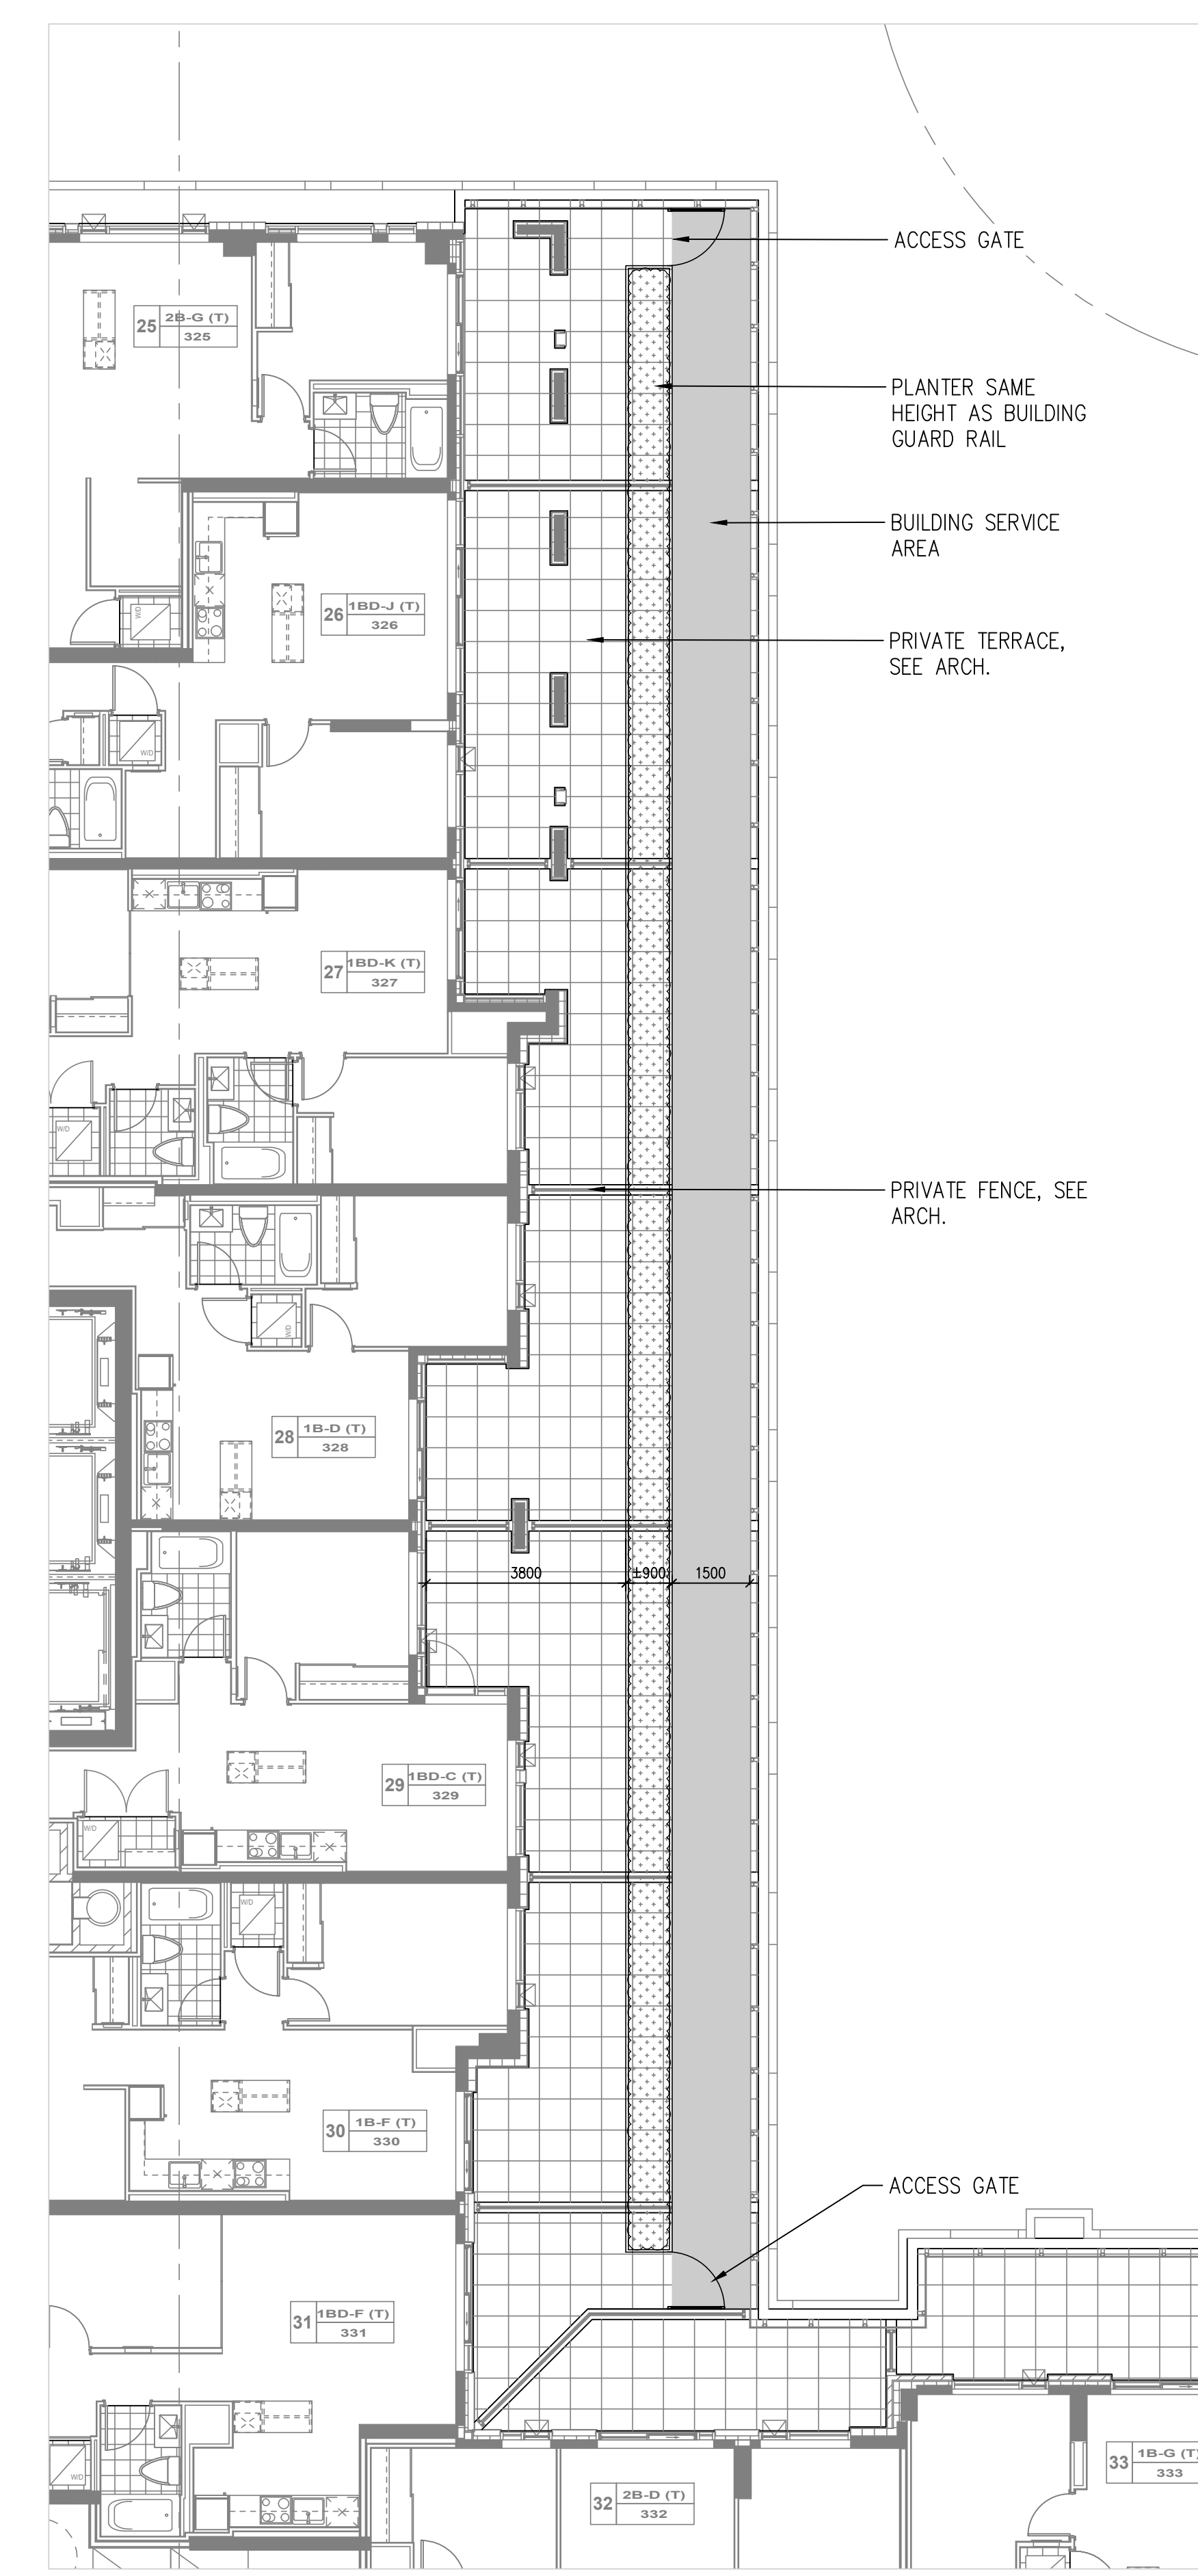 ACCESS GATE
25 2B-G (T)
325
PLANTER SAME
HEIGHT AS BUILDING
GUARD RAIL
BUILDING SERVICE
AREA
W/D
26 1BD-J (T)
326
PRIVATE TERRACE,
SEE ARCH.
W/D
27 1BD-K (T)
327
W/D
PRIVATE FENCE, SEE
ARCH.
W/D
28 1B-D (T)
328
3800 ±900 1500
29 1BD-C (T)
329
W/D
W/D
30 1B-F (T)
330
ACCESS GATE
31 1BD-F (T)
331
W/D
33 1B-G (T)
333
32 2B-D (T)
332